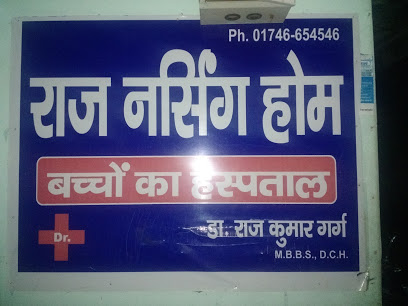 Ph. 01746-654546
राज नर्सिंग होम
बच्चों का हस्पताल
Dr.
डा. राज कुमार गर्ग
M.B.B.S., D.C.H.